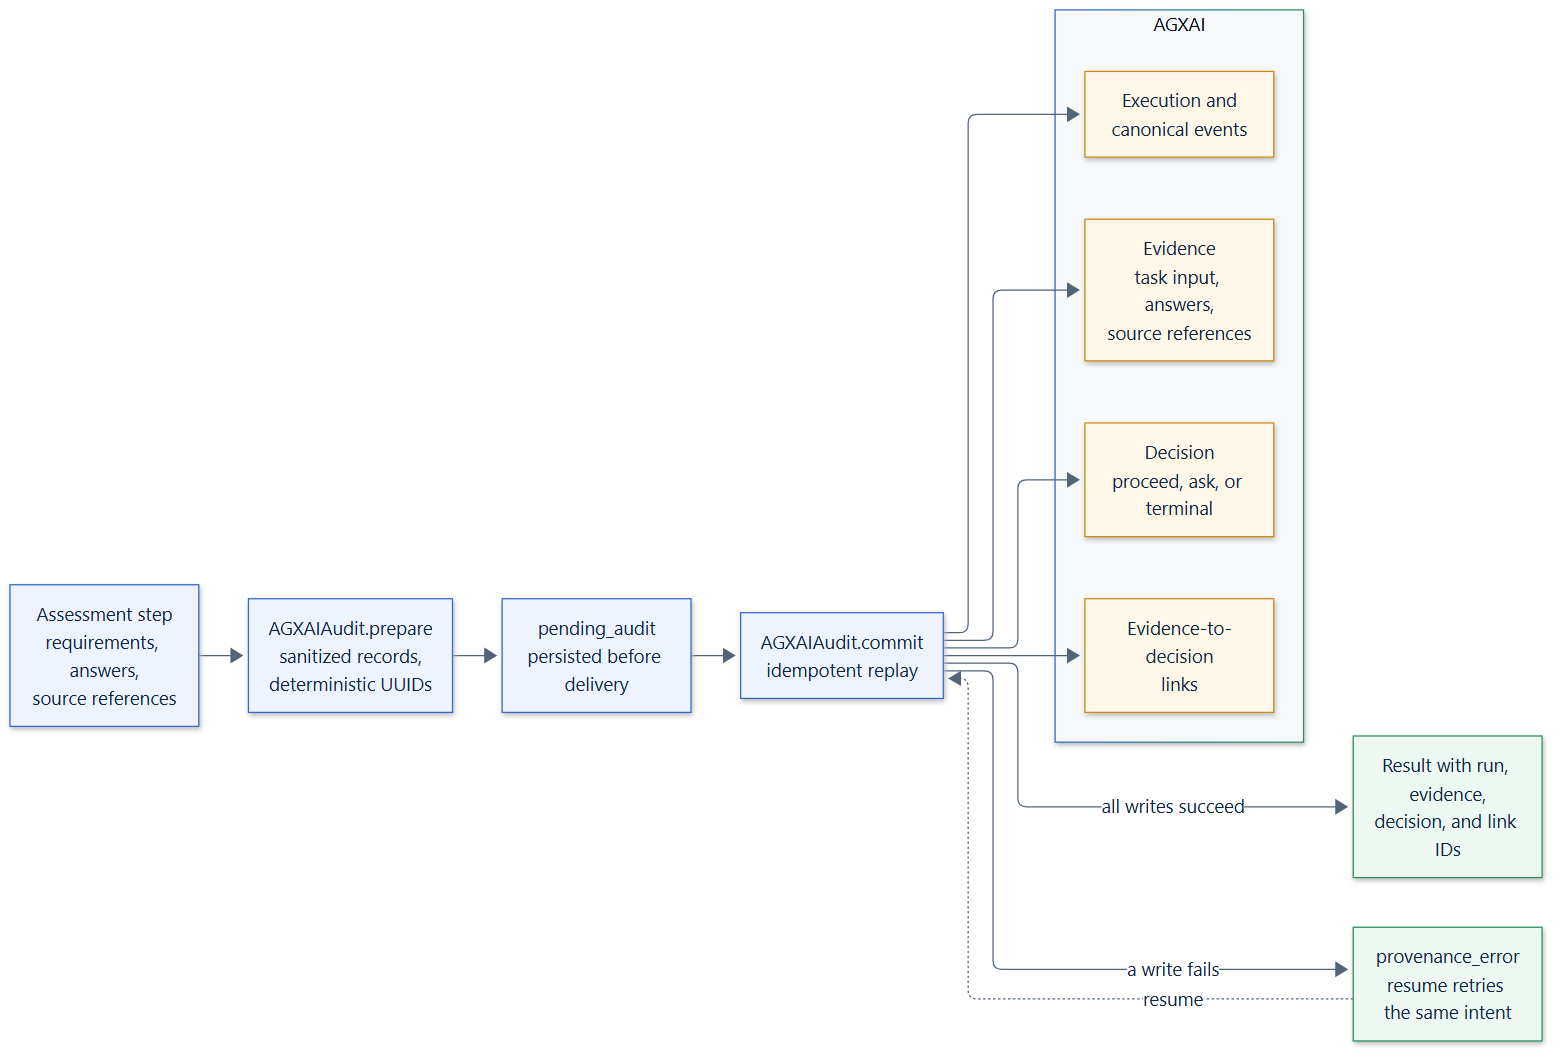 AGXAI
Execution and
canonical events
Evidence
task input,
answers,
source references
Decision
proceed, ask, or
terminal
Assessment step
requirements,
answers,
source references
AGXAIAudit.prepare
sanitized records,
deterministic UUIDs
pending_audit
persisted before
delivery
AGXAIAudit.commit
idempotent replay
Evidence-to-
decision
links
all writes succeed
Result with run,
evidence,
decision, and link
IDs
a write fails
resume
provenance_error
resume retries
the same intent